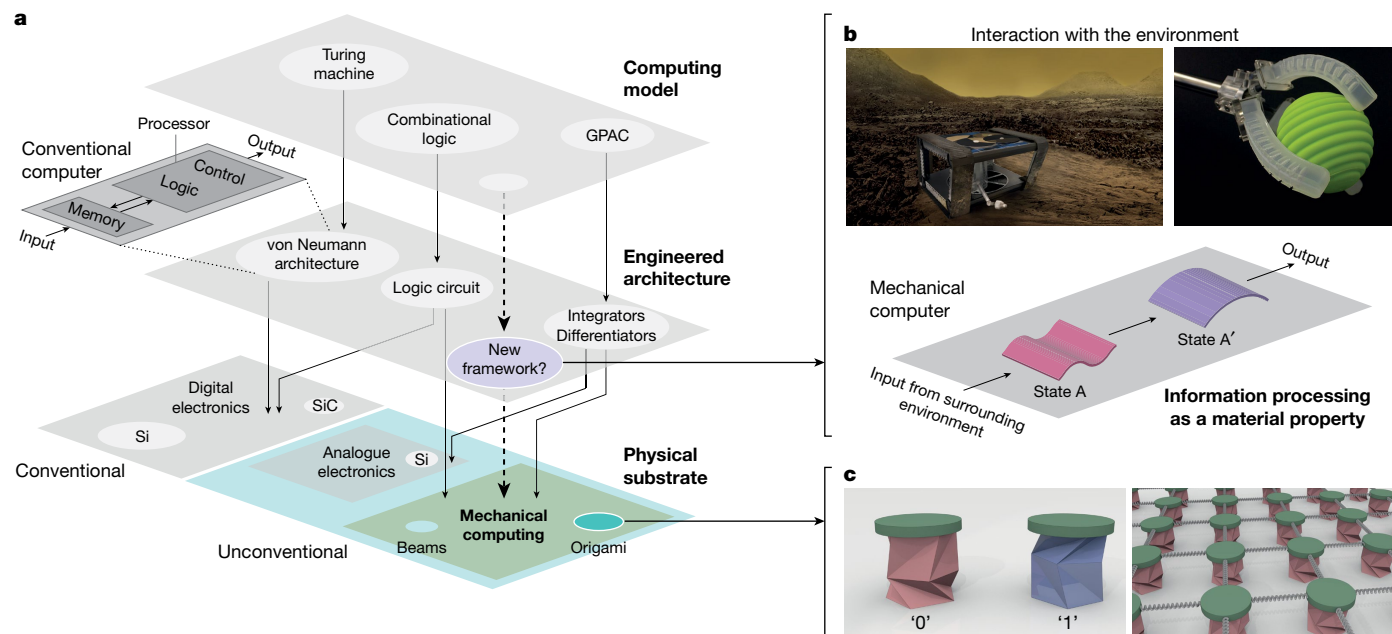 a
Turing
machine
Computing
model
Combinational
logic
GPAC
Processor
Output
Conventional
computer
Control
Logic
Memory
Input
von Neumann
architecture
Engineered
architecture
Logic circuit
Integrators
Differentiators
New
framework?
Digital
electronics
SiC
Si
Conventional
Analogue
electronics
Si
Physical
substrate
Mechanical
computing
Beams
Origami
Unconventional
b
Interaction with the environment
Mechanical
computer
Output
State A′
State A
Input from surrounding
environment
Information processing
as a material property
c
‘0’
‘1’